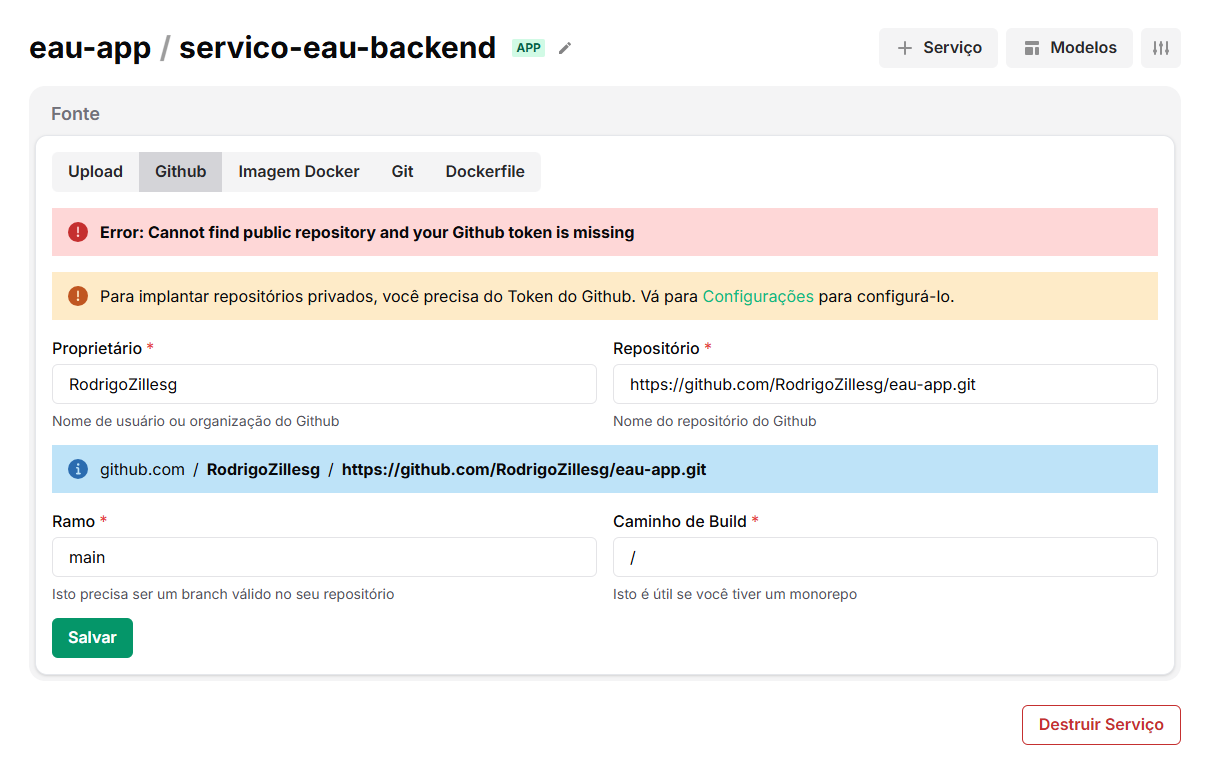 eau-app / servico-eau-backend APP
Serviço
Modelos
Fonte
Upload Github Imagem Docker Git Dockerfile
Error: Cannot find public repository and your Github token is missing
Para implantar repositórios privados, você precisa do Token do Github. Vá para Configurações para configurá-lo.
Proprietário *
Repositório *
RodrigoZillesg
https://github.com/RodrigoZillesg/eau-app.git
Nome de usuário ou organização do Github
Nome do repositório do Github
github.com / RodrigoZillesg / https://github.com/RodrigoZillesg/eau-app.git
Ramo *
Caminho de Build *
main
/
Isto precisa ser um branch válido no seu repositório
Isto é útil se você tiver um monorepo
Salvar
Destruir Serviço